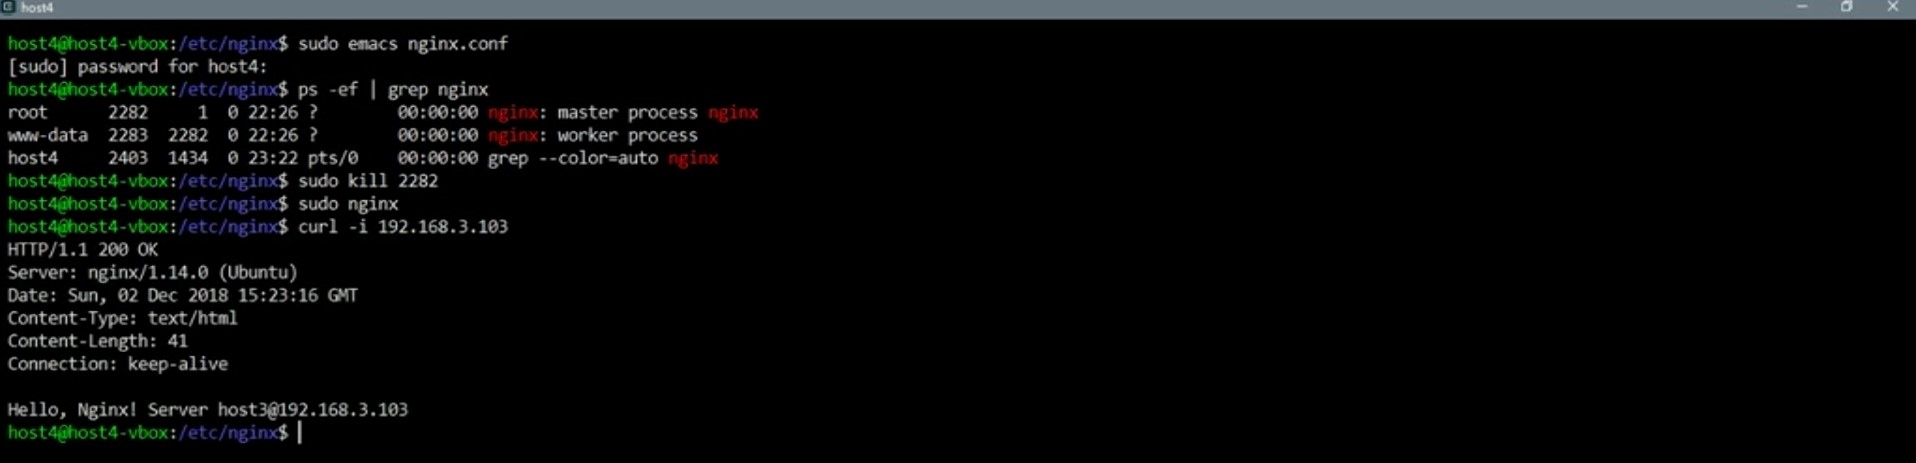 host4
host4@host4-vbox:/etc/nginx$ sudo emacs nginx.conf
[sudo] password for host4:
host4@host4-vbox:/etc/nginx$ ps -ef | grep nginx
root      2282     1  0 22:26 ?        00:00:00 nginx: master process nginx
www-data  2283  2282  0 22:26 ?        00:00:00 nginx: worker process
host4     2403  1434  0 23:22 pts/0    00:00:00 grep --color=auto nginx
host4@host4-vbox:/etc/nginx$ sudo kill 2282
host4@host4-vbox:/etc/nginx$ sudo nginx
host4@host4-vbox:/etc/nginx$ curl -i 192.168.3.103
HTTP/1.1 200 OK
Server: nginx/1.14.0 (Ubuntu)
Date: Sun, 02 Dec 2018 15:23:16 GMT
Content-Type: text/html
Content-Length: 41
Connection: keep-alive

Hello, Nginx! Server host3@192.168.3.103
host4@host4-vbox:/etc/nginx$